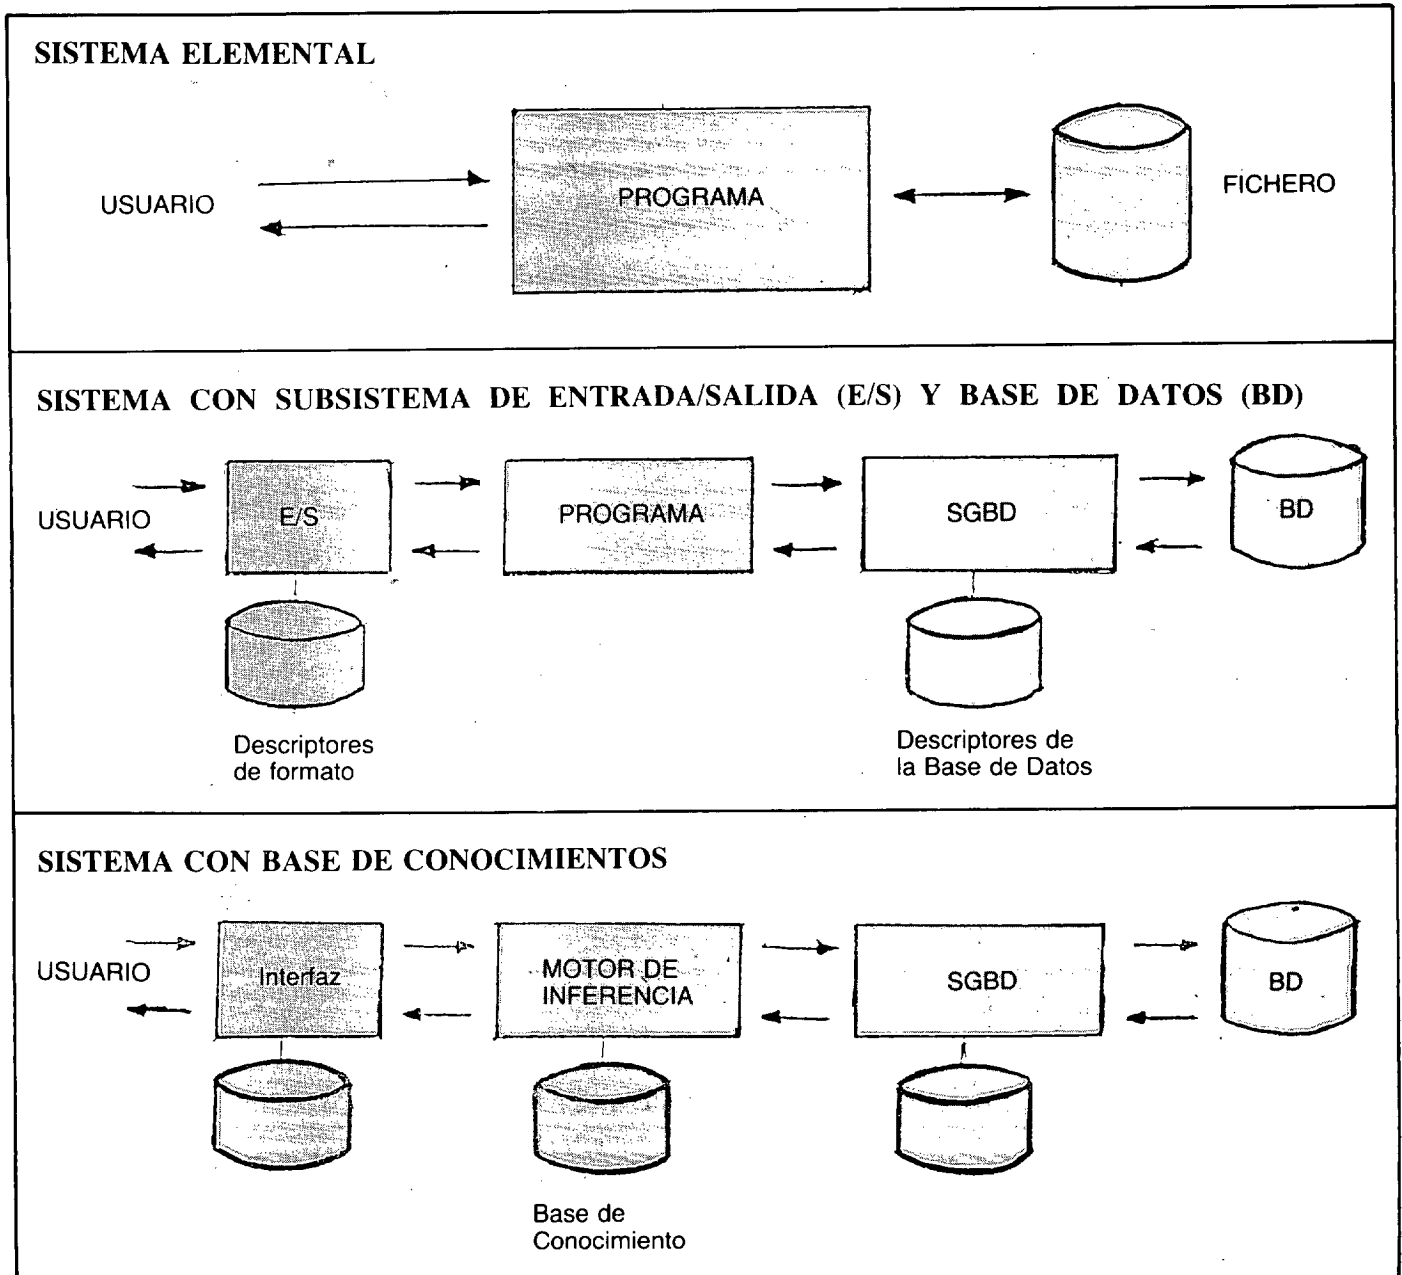 SISTEMA ELEMENTAL
USUARIO
PROGRAMA
FICHERO
SISTEMA CON SUBSISTEMA DE ENTRADA/SALIDA (E/S) Y BASE DE DATOS (BD)
USUARIO
E/S
PROGRAMA
SGBD
BD
Descriptores
de formato
Descriptores de
la Base de Datos
SISTEMA CON BASE DE CONOCIMIENTOS
USUARIO
Interfaz
MOTOR DE
INFERENCIA
SGBD
BD
Base de
Conocimiento